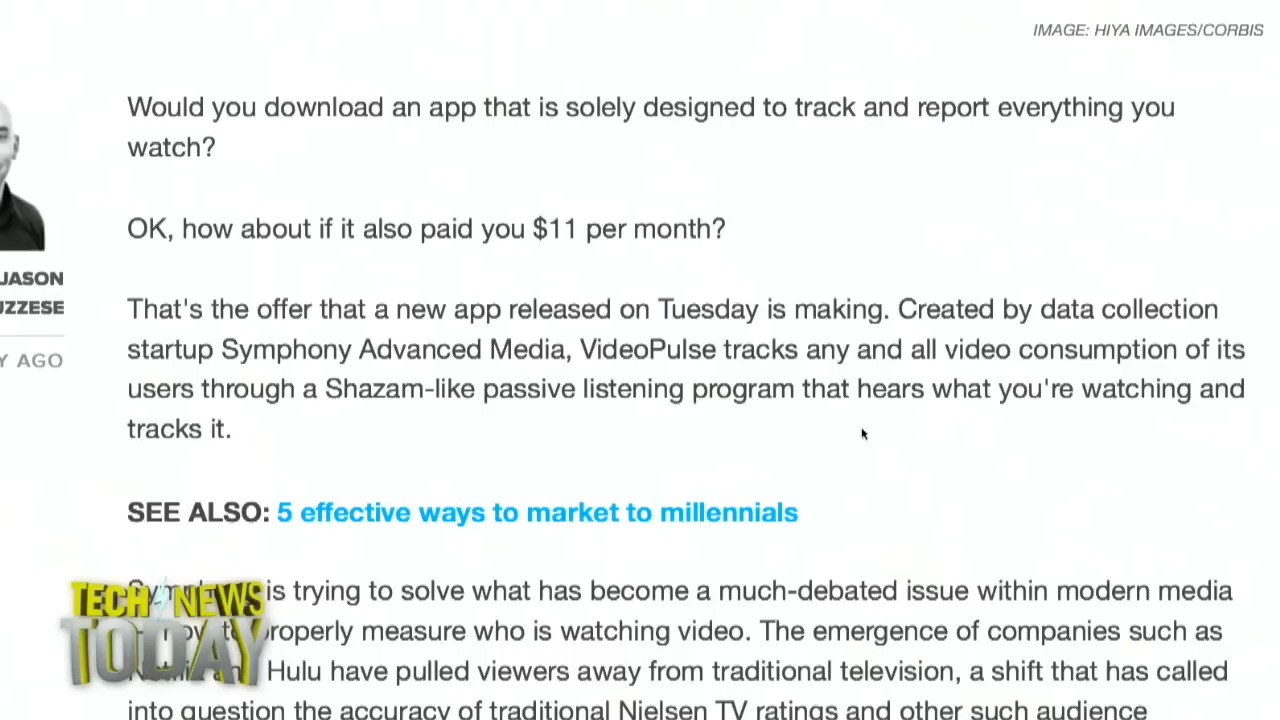 IMAGE: HIYA IMAGES/CORBIS
Would you download an app that is solely designed to track and report everything you
watch?
OK, how about if it also paid you $11 per month?
JASON
UZZESE
Y AGO
That's the offer that a new app released on Tuesday is making. Created by data collection
startup Symphony Advanced Media, VideoPulse tracks any and all video consumption of its
users through a Shazam-like passive listening program that hears what you're watching and
tracks it.
SEE ALSO: 5 effective ways to market to millennials
is trying to solve what has become a much-debated issue within modern media
properly measure who is watching video. The emergence of companies such as
Hulu have pulled viewers away from traditional television, a shift that has called
into question the accuracy of traditional Nielsen TV ratings and other such audience
TECH NEWS
TODAY